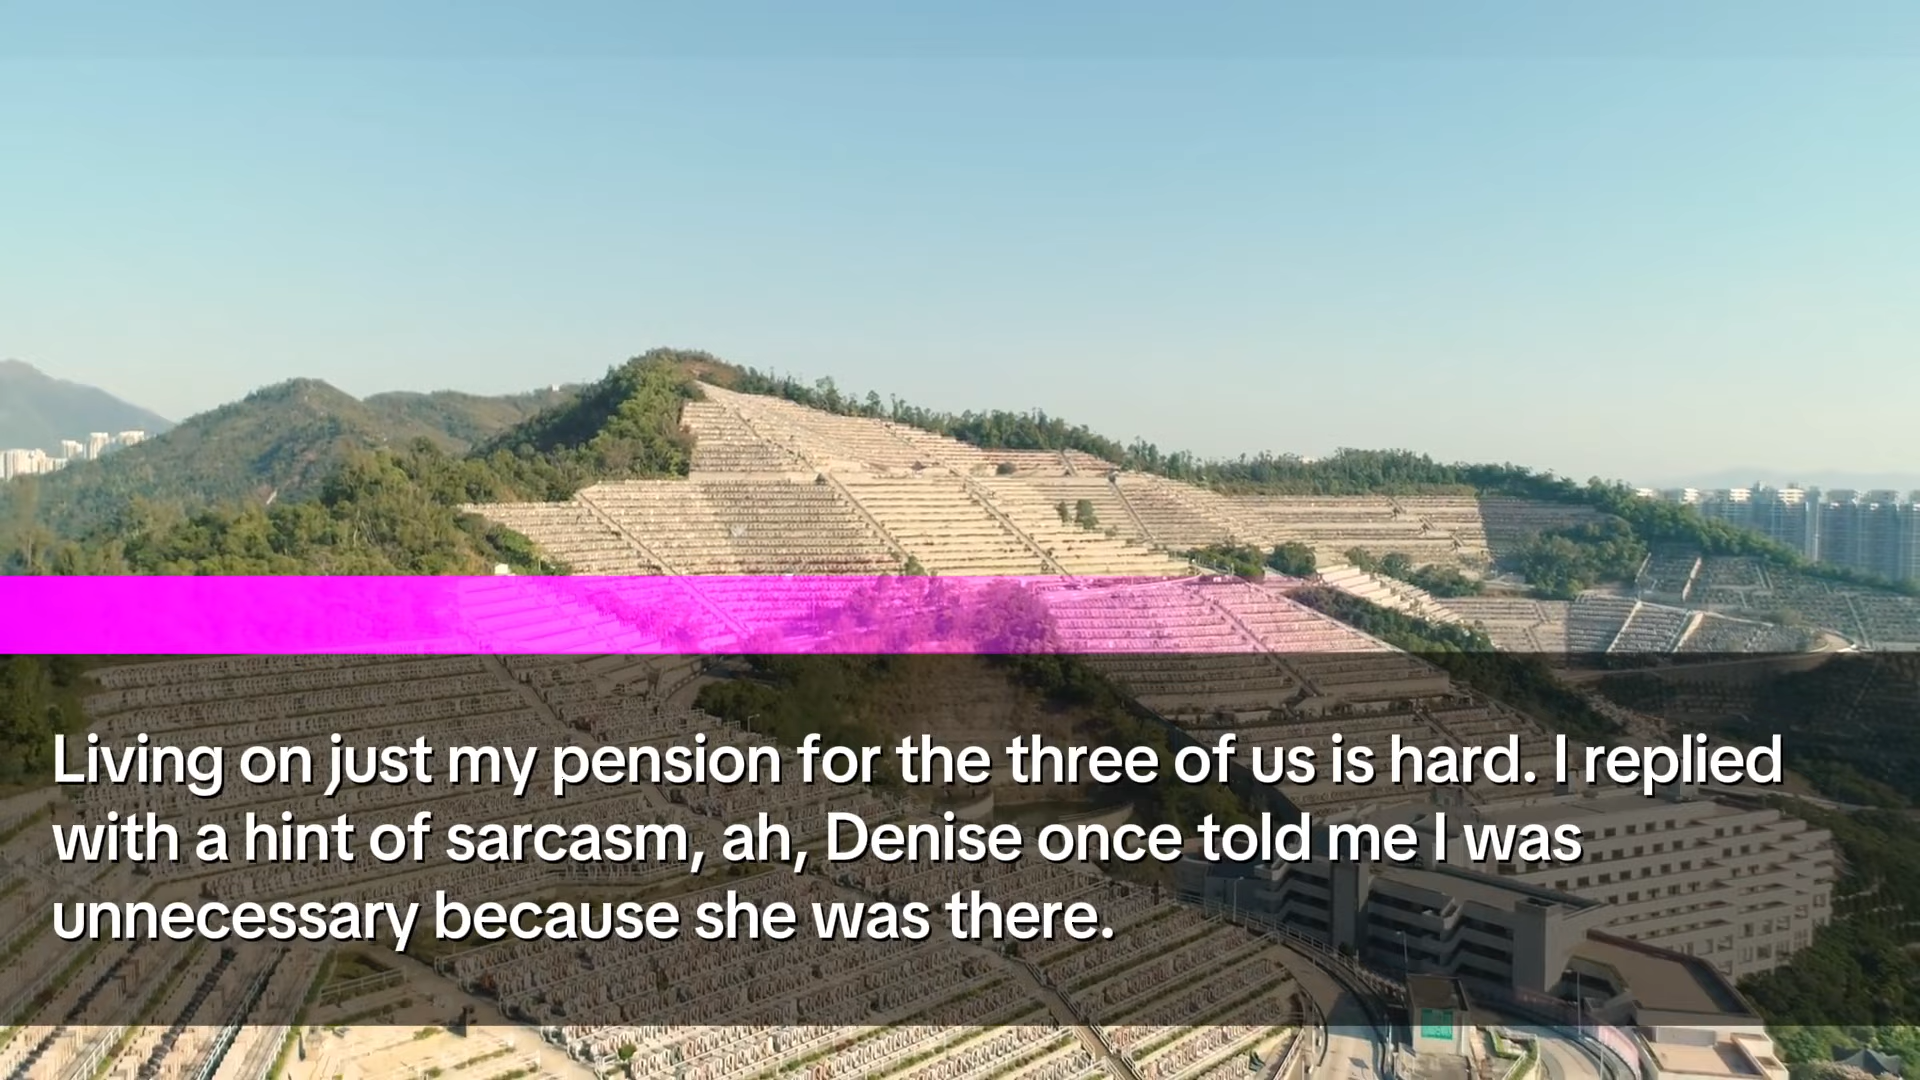 Living on just my pension for the three of us is hard. I replied
with a hint of sarcasm, ah, Denise once told me I was
unnecessary because she was there.